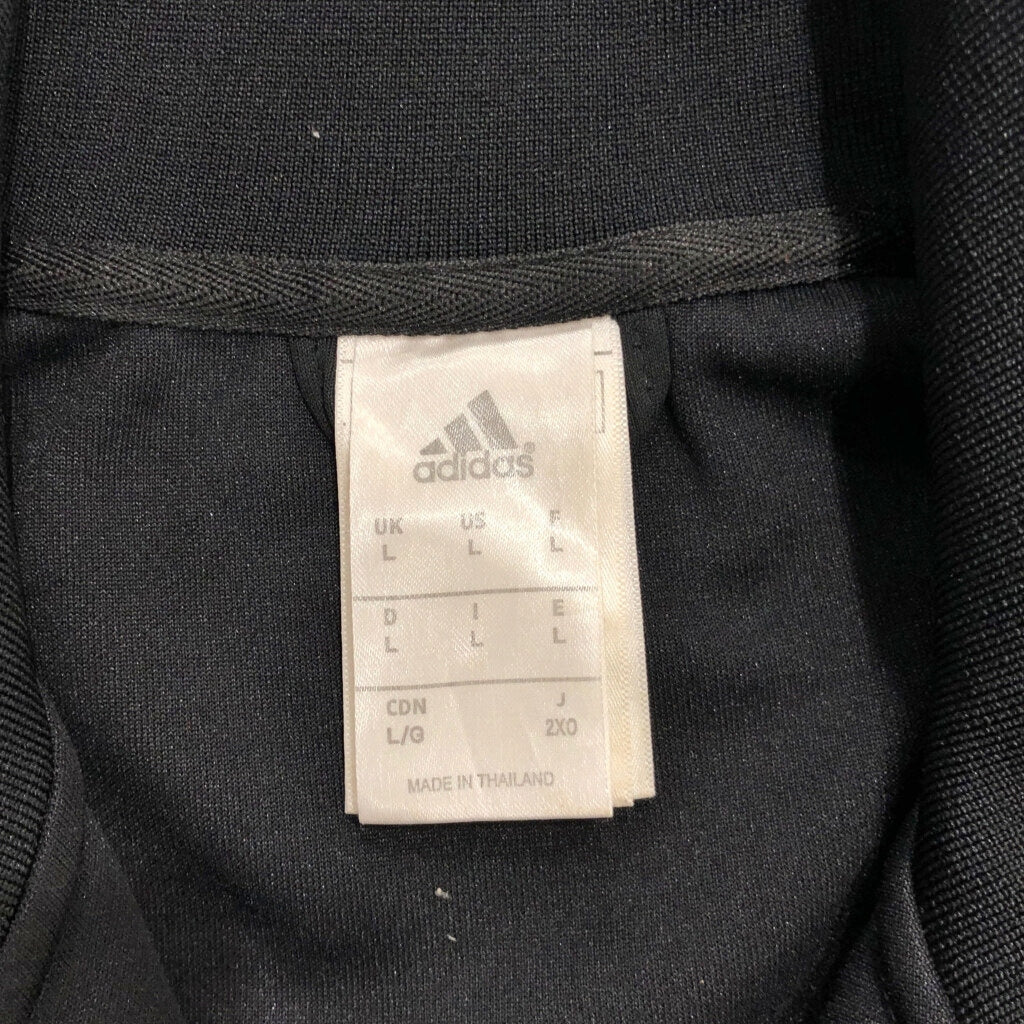 adidas®
UK US F
L L L
D I E
L L L
CDN J
L/G 2XO
MADE IN THAILAND